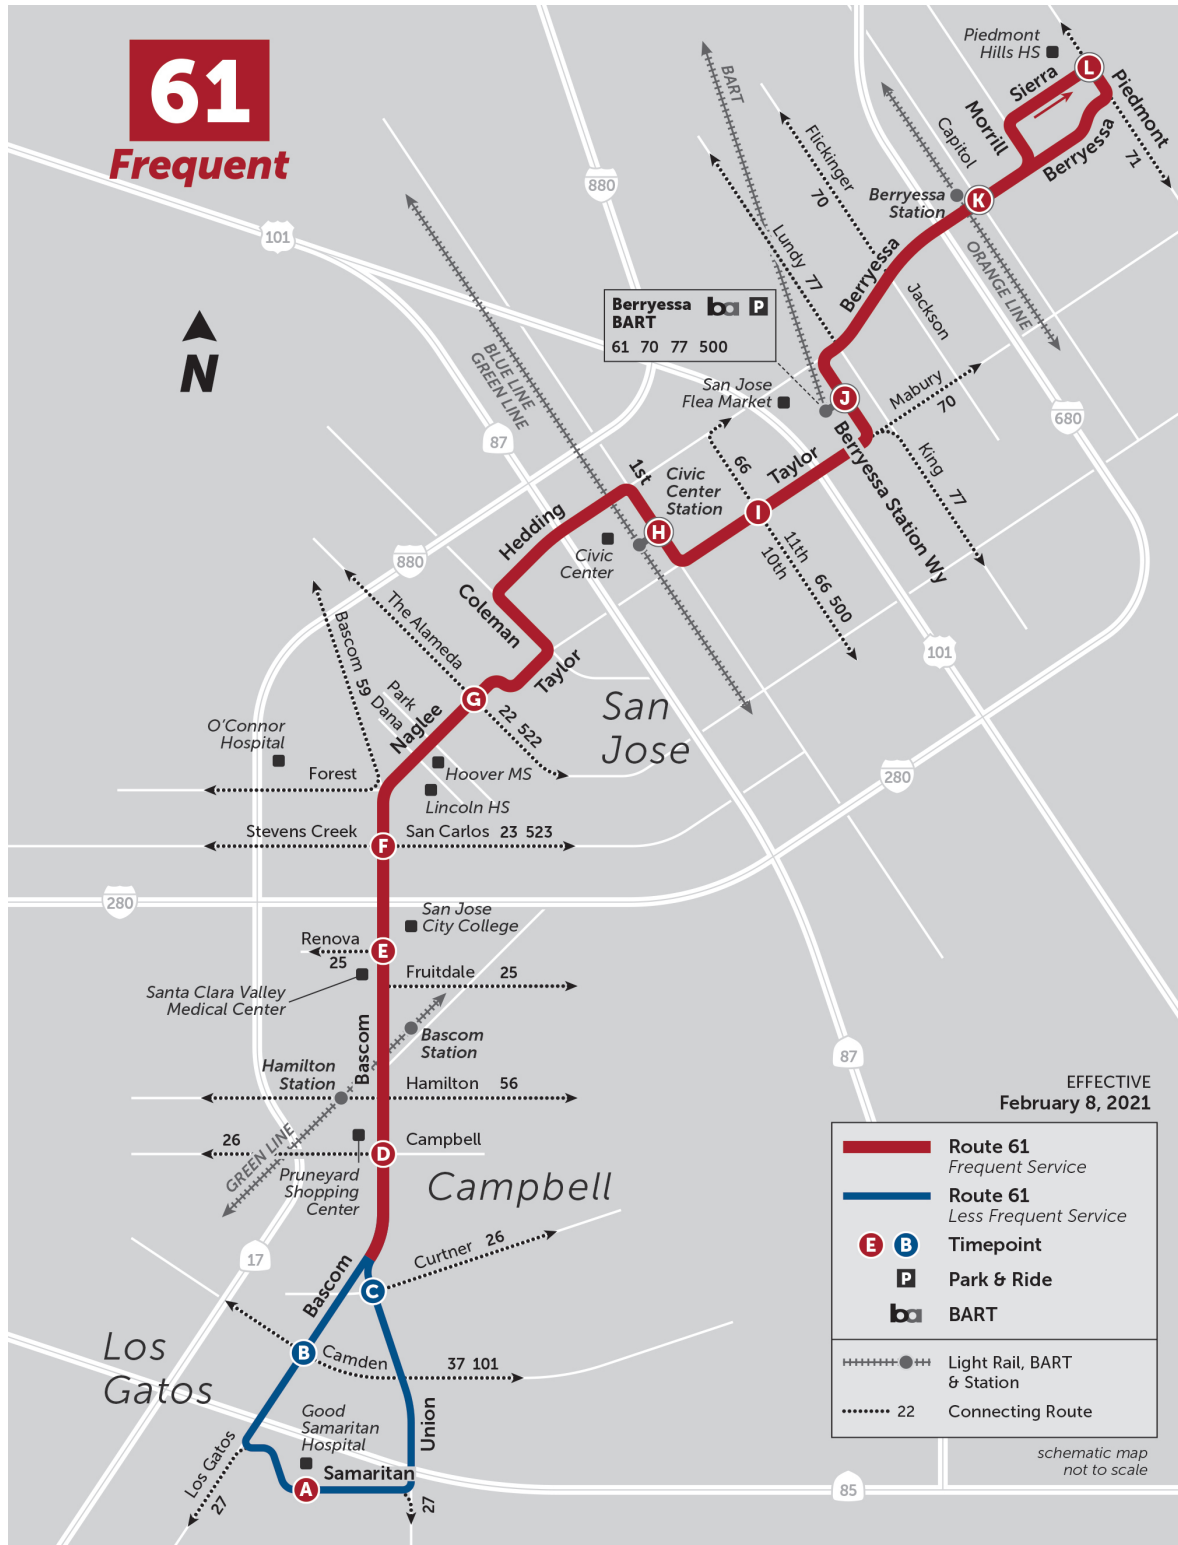 61
Frequent
N
101
880
87
880
BART
Flickinger
70
Lundy 77
Capitol
Piedmont
Hills HS
L
Sierra
Morrill
Piedmont
71
Berryessa
Berryessa
Station
K
ORANGE LINE
Berryessa
Jackson
Berryessa
BART
ba P
61 70 77 500
BLUE LINE
GREEN LINE
San Jose
Flea Market
J
Mabury
70
680
King
77
Berryessa Station Wy
Taylor
66
I
11th
10th
66 500
1st
Civic
Center
Station
H
Civic
Center
Hedding
Coleman
Taylor
101
The Alameda
Bascom 59
Park
Dana
G
22 522
Naglee
San
Jose
O'Connor
Hospital
Hoover MS
Lincoln HS
280
Forest
Stevens Creek
F
San Carlos 23 523
280
San Jose
City College
Renova
25
E
Fruitdale 25
Santa Clara Valley
Medical Center
Bascom
Bascom
Station
Hamilton
Station
Hamilton 56
87
GREEN LINE
26
D
Campbell
Pruneyard
Shopping
Center
Campbell
17
Bascom
Curtner 26
C
B
Camden
37 101
Los
Gatos
Good
Samaritan
Hospital
Union
Los Gatos
27
A
Samaritan
27
85
EFFECTIVE
February 8, 2021
Route 61
Frequent Service
Route 61
Less Frequent Service
E B Timepoint
P Park & Ride
ba BART
Light Rail, BART
& Station
22 Connecting Route
schematic map
not to scale